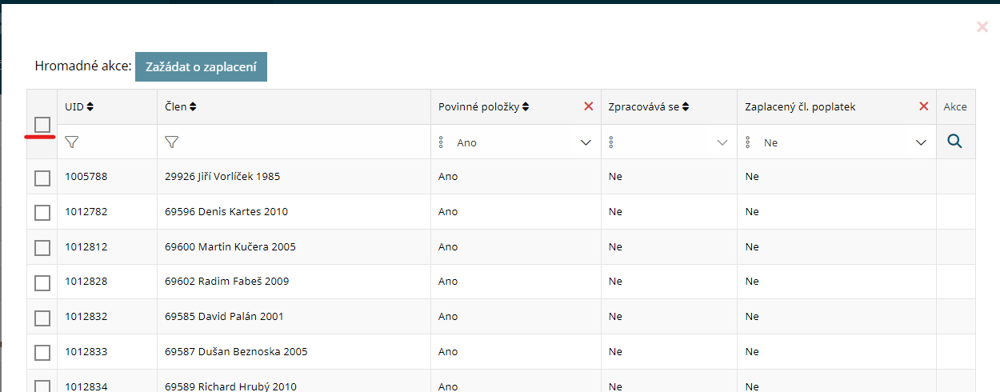 Hromadné akce: Zažádat o zaplacení
UID Člen Povinné položky Zpracovává se Zaplacený čl. poplatek Akce
Ano Ne
1005788 29926 Jiří Vorlíček 1985 Ano Ne Ne
1012782 69596 Denis Kartes 2010 Ano Ne Ne
1012812 69600 Martin Kučera 2005 Ano Ne Ne
1012828 69602 Radim Fabeš 2009 Ano Ne Ne
1012832 69585 David Palán 2001 Ano Ne Ne
1012833 69587 Dušan Beznoska 2005 Ano Ne Ne
1012834 69589 Richard Hrubý 2010 Ano Ne Ne